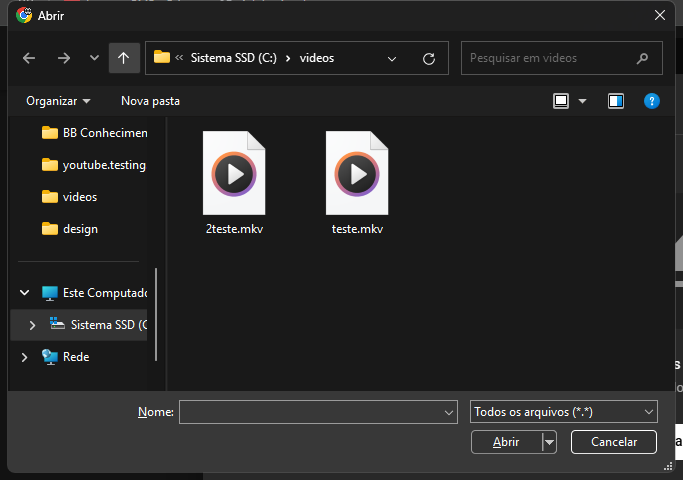 Abrir
Sistema SSD (C:)
videos
Pesquisar em videos
Organizar
Nova pasta
BB Conhecimen
youtube.testing
videos
design
Este Computado
Sistema SSD (C
Rede
2teste.mkv
teste.mkv
Nome:
Todos os arquivos (*.*)
Abrir
Cancelar